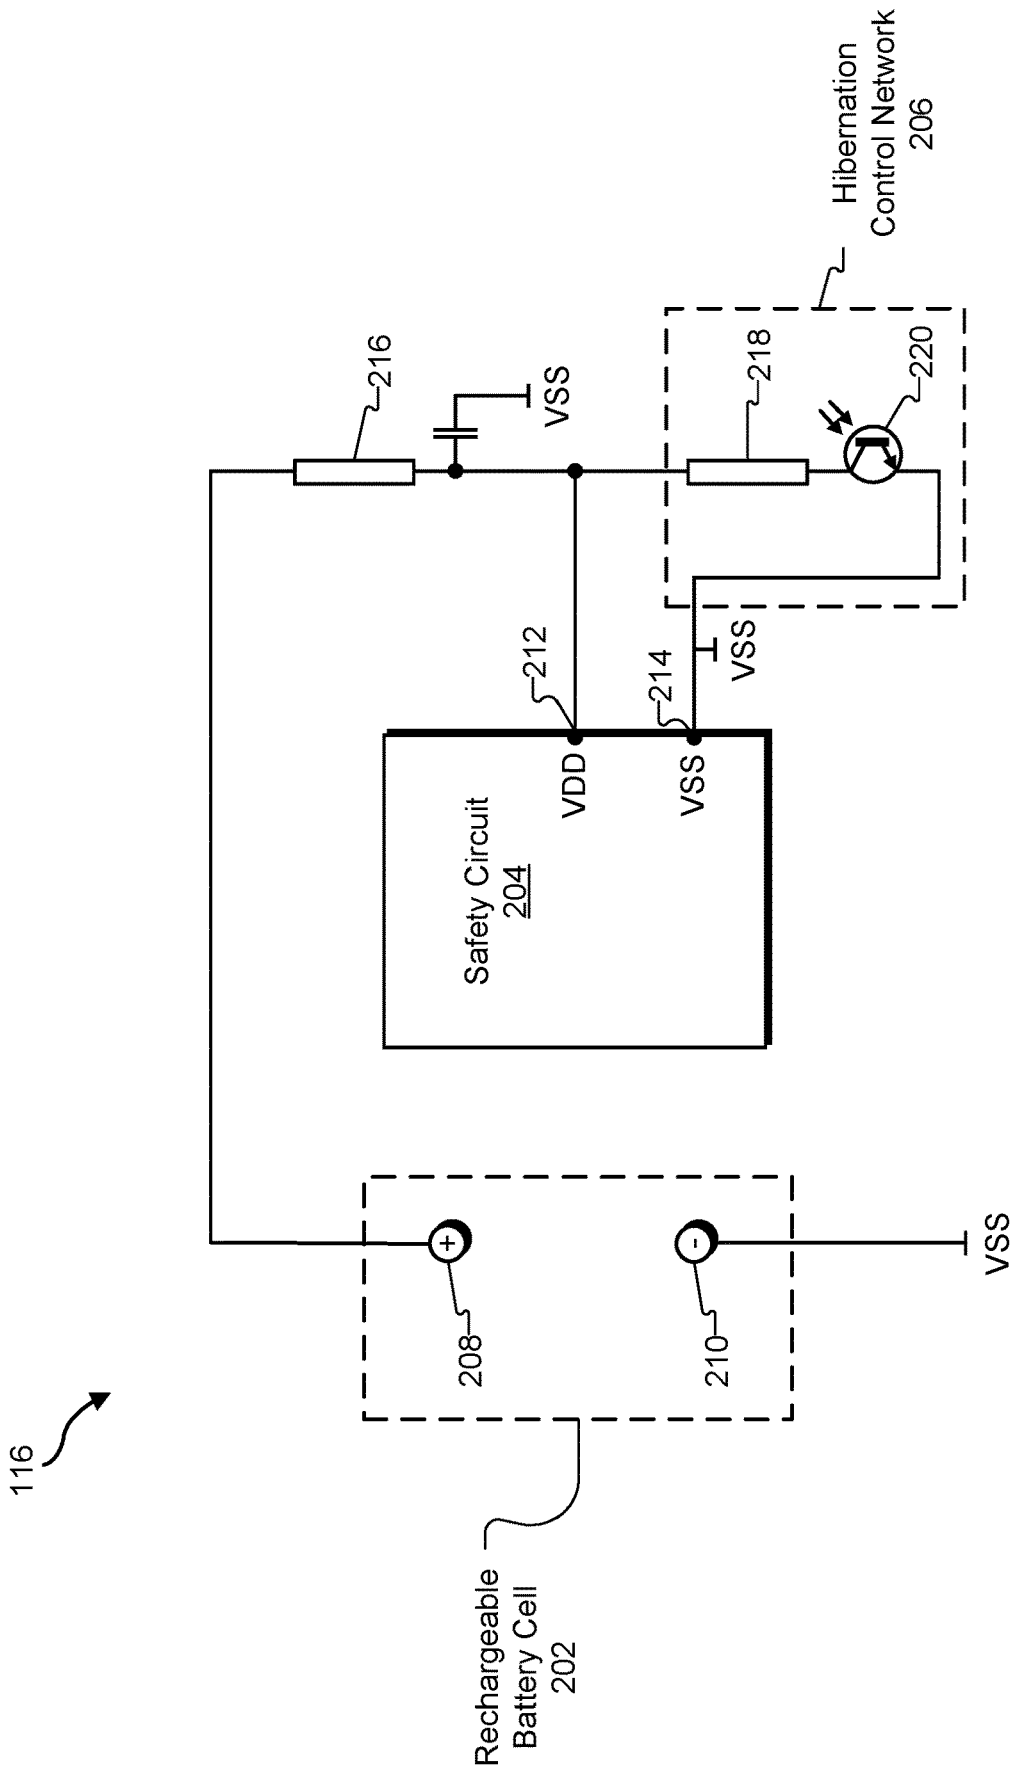 116
Rechargeable
Battery Cell
202
208
+
210
-
VSS
Safety Circuit
204
VDD
VSS
212
214
VSS
216
VSS
218
220
Hibernation
Control Network
206